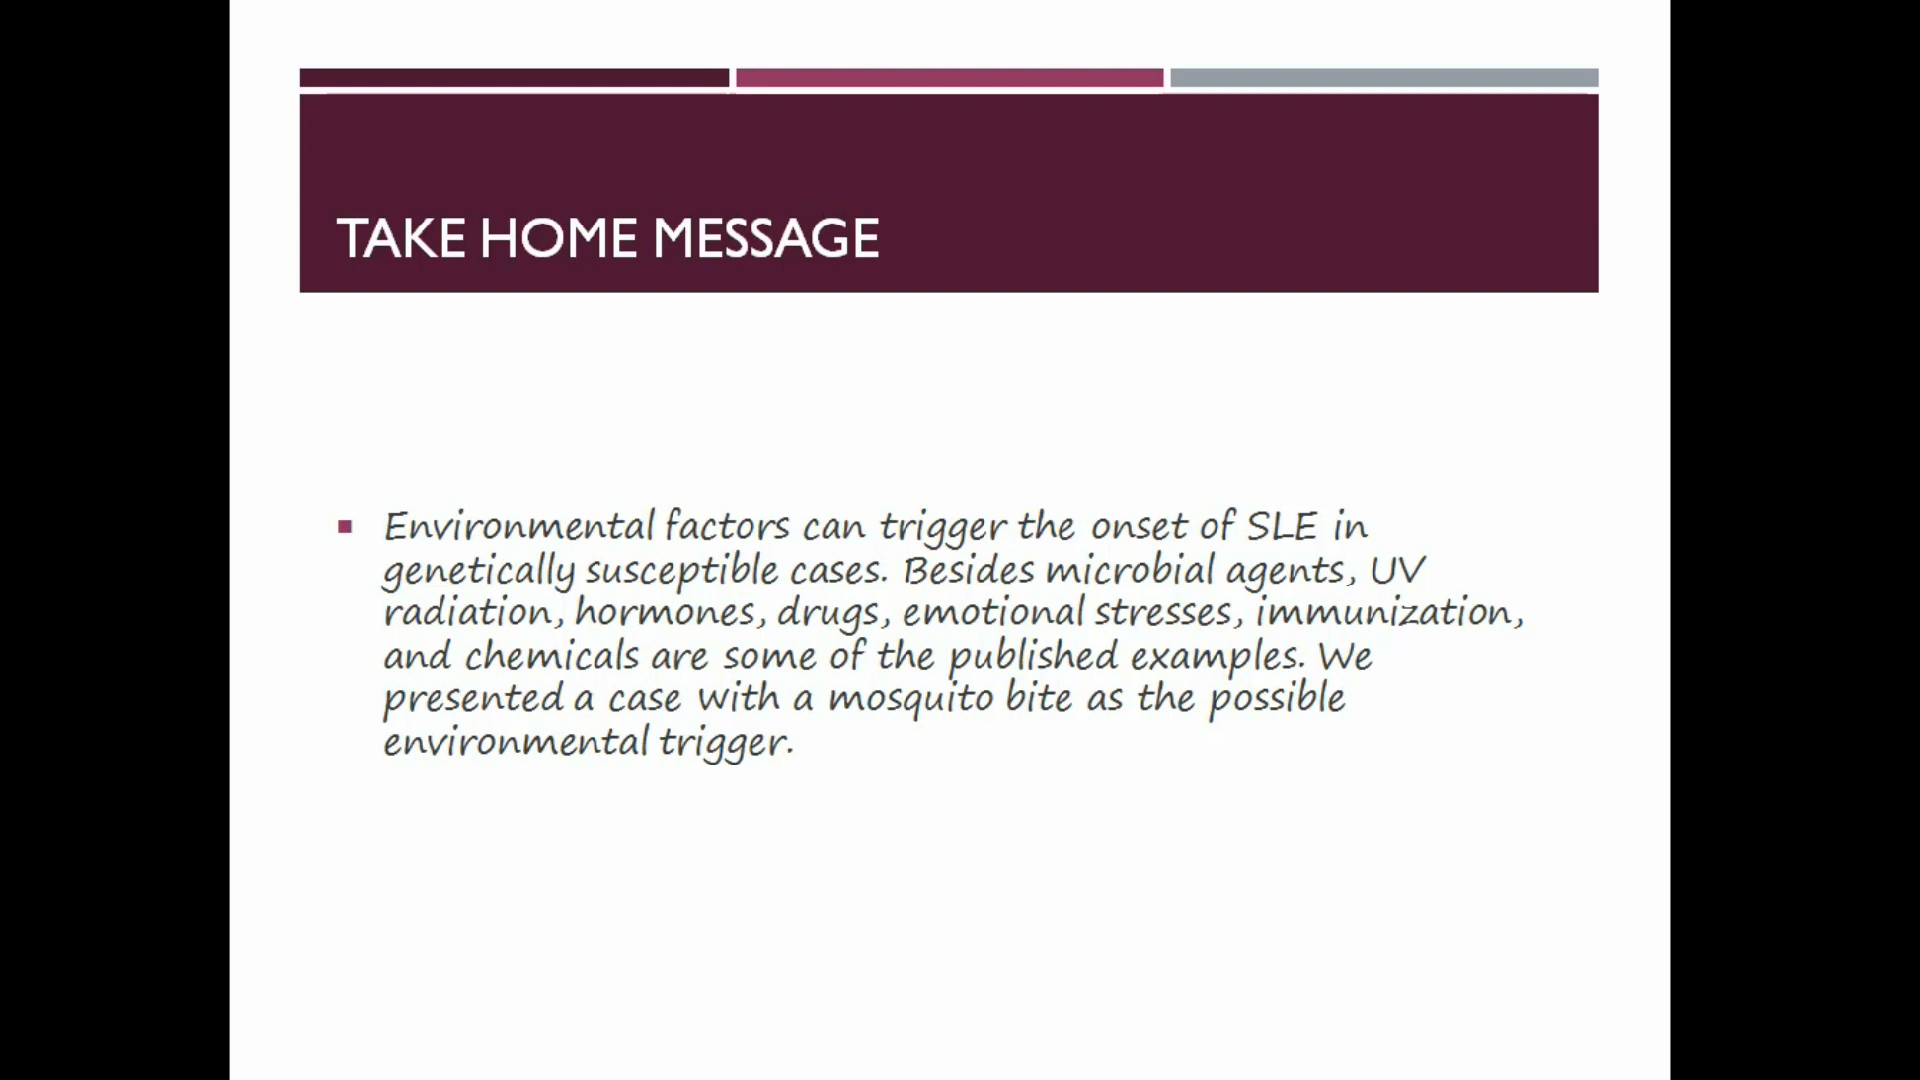 TAKE HOME MESSAGE
Environmental factors can trigger the onset of SLE in
genetically susceptible cases. Besides microbial agents, UV
radiation, hormones, drugs, emotional stresses, immunization,
and chemicals are some of the published examples. We
presented a case with a mosquito bite as the possible
environmental trigger.